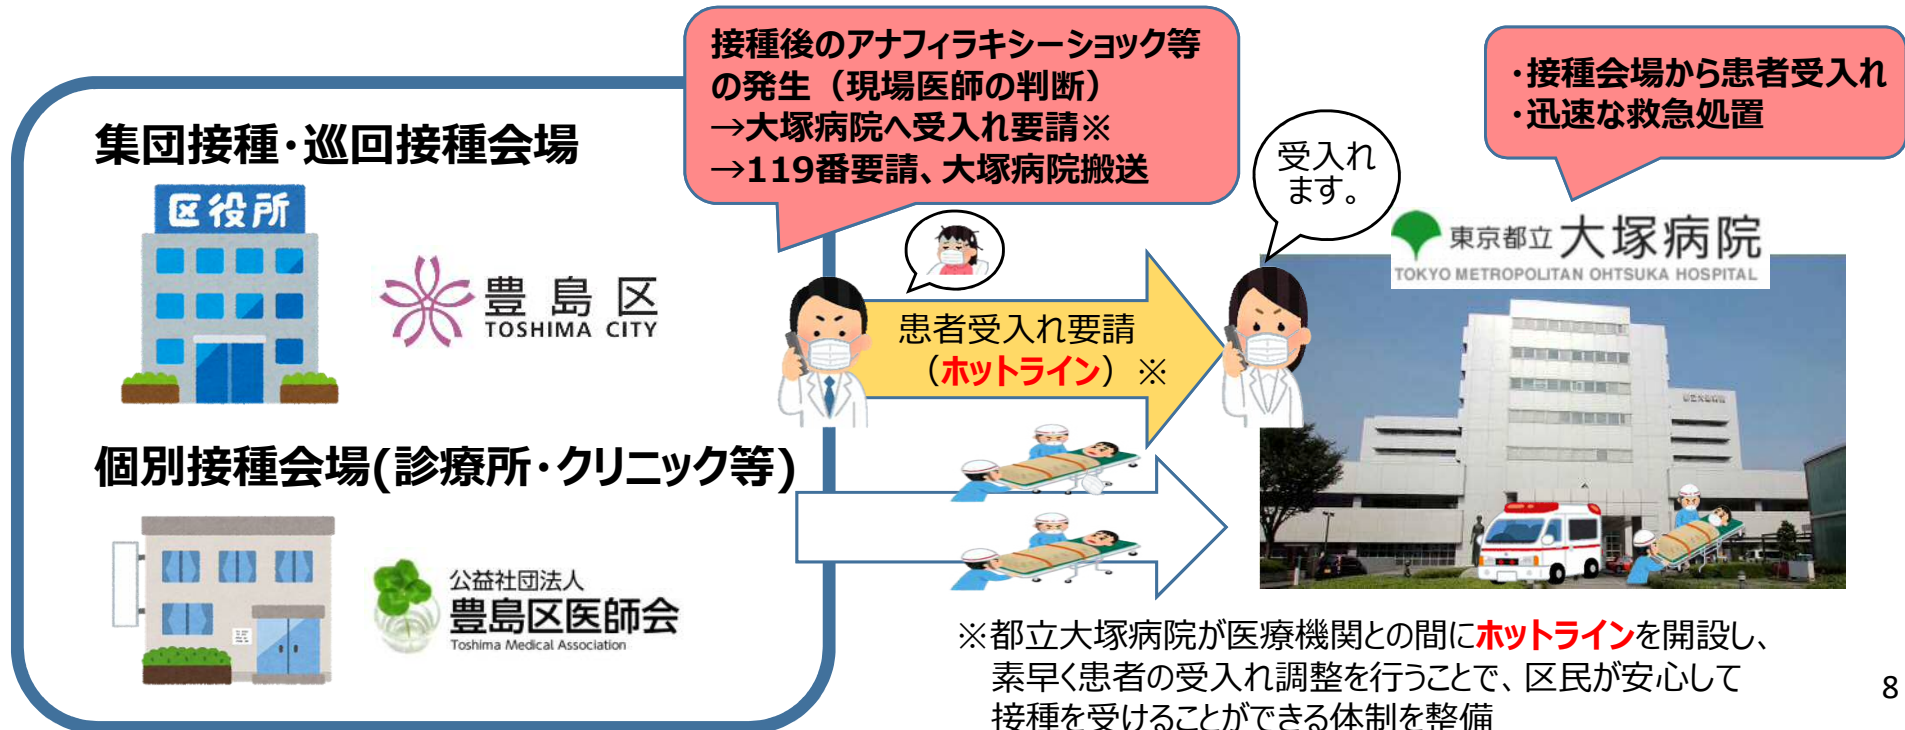 接種後のアナフィラキシーショック等
の発生（現場医師の判断）
→大塚病院へ受入れ要請※
→119番要請、大塚病院搬送
・接種会場から患者受入れ
・迅速な救急処置
集団接種・巡回接種会場
区役所
豊島区
TOSHIMA CITY
受入れ
ます。
東京都立 大塚病院
TOKYO METROPOLITAN OHTSUKA HOSPITAL
患者受入れ要請
（ホットライン）※
個別接種会場(診療所・クリニック等)
公益社団法人
豊島区医師会
Toshima Medical Association
※都立大塚病院が医療機関との間にホットラインを開設し、
素早く患者の受入れ調整を行うことで、区民が安心して
接種を受けることができる体制を整備
8